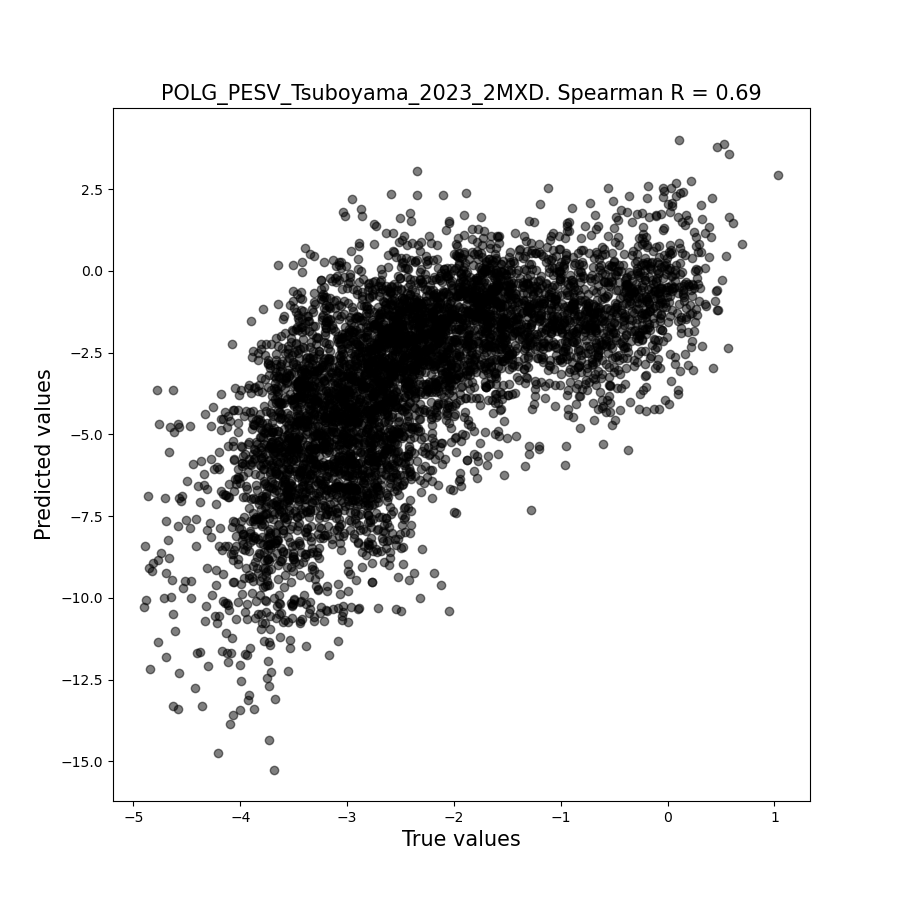 POLG_PESV_Tsuboyama_2023_2MXD. Spearman R = 0.69
2.5
0.0
−2.5
−5.0
−7.5
−10.0
−12.5
−15.0
Predicted values
−5 −4 −3 −2 −1 0 1
True values